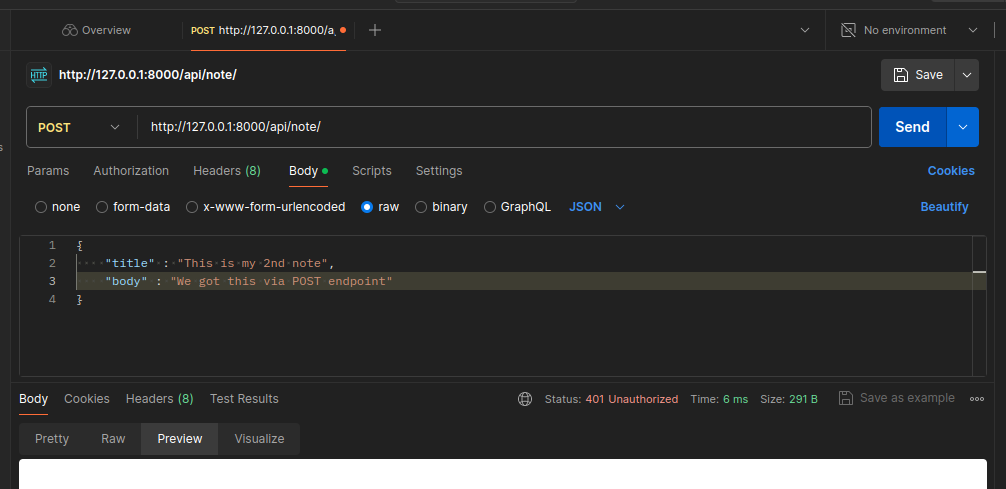 Overview
POST http://127.0.0.1:8000/a
No environment
HTTP http://127.0.0.1:8000/api/note/
Save
POST http://127.0.0.1:8000/api/note/
Send
Params Authorization Headers (8) Body Scripts Settings Cookies
none form-data x-www-form-urlencoded raw binary GraphQL JSON Beautify
1 {
2 "title" : "This is my 2nd note",
3 "body" : "We got this via POST endpoint"
4 }
Body Cookies Headers (8) Test Results Status: 401 Unauthorized Time: 6 ms Size: 291 B Save as example
Pretty Raw Preview Visualize